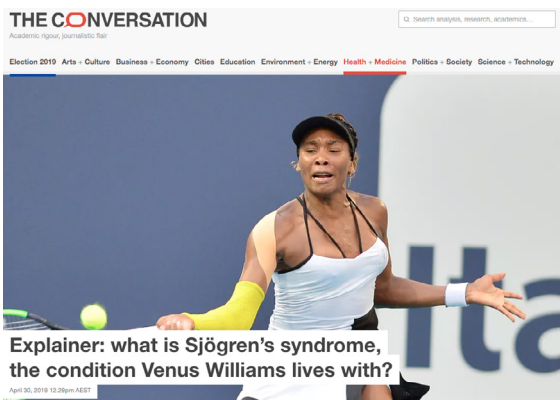 THE CONVERSATION
Academic rigour, journalistic flair
Search analysis, research, academics…
Election 2019 Arts + Culture Business + Economy Cities Education Environment + Energy Health + Medicine Politics + Society Science + Technology
lta
Explainer: what is Sjögren's syndrome,
the condition Venus Williams lives with?
April 30, 2019 12.29pm AEST